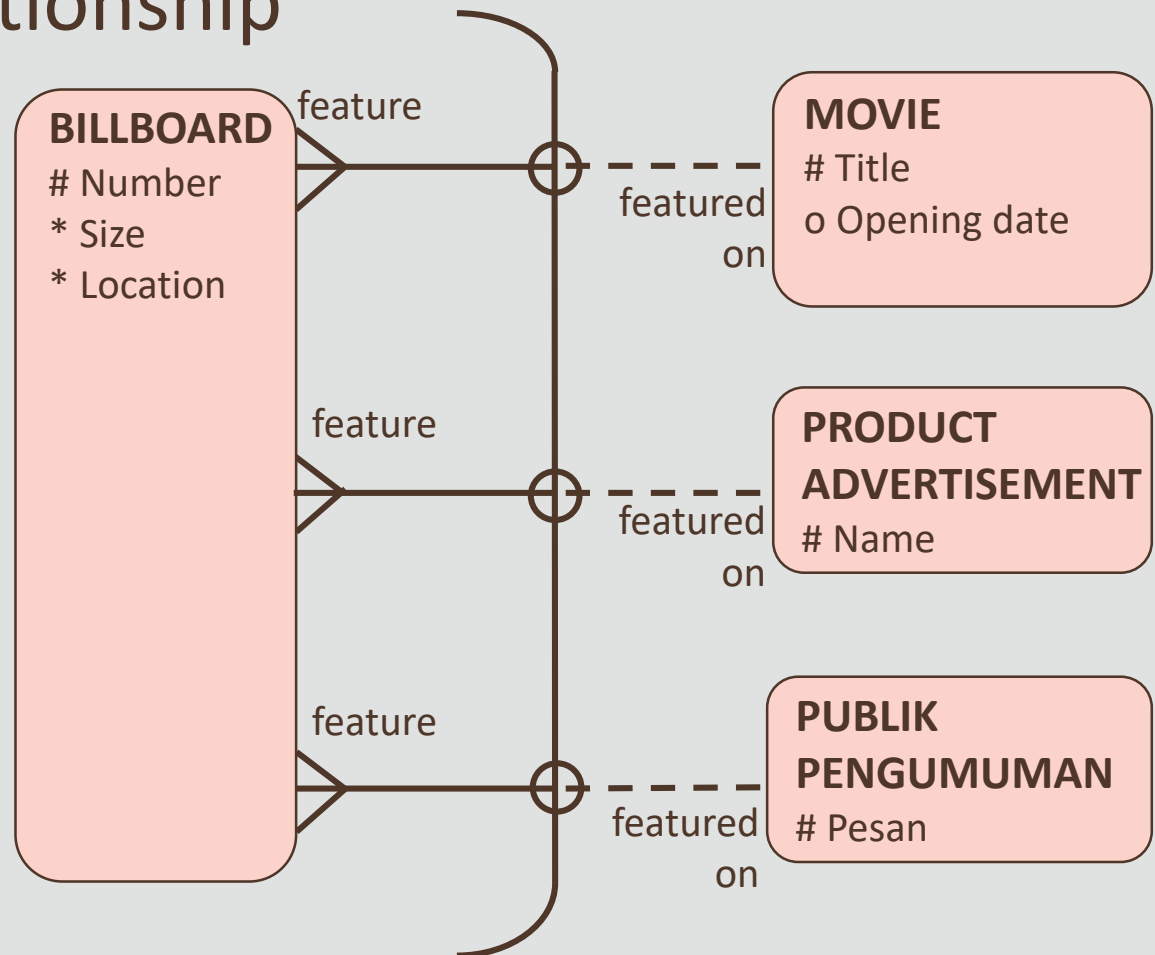 tionship
BILLBOARD
# Number
* Size
* Location
feature
featured
on
MOVIE
# Title
o Opening date
feature
featured
on
PRODUCT
ADVERTISEMENT
# Name
feature
featured
on
PUBLIK
PENGUMUMAN
# Pesan